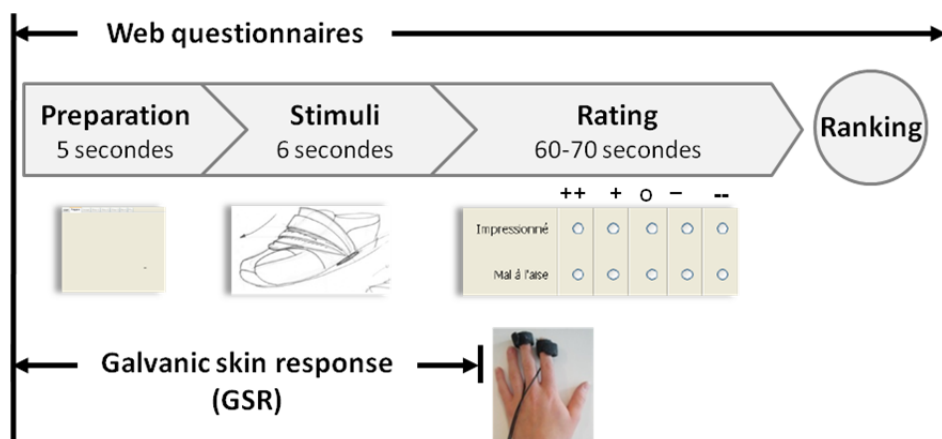 Web questionnaires
Preparation
5 secondes
Stimuli
6 secondes
Rating
60-70 secondes
Ranking
++ + o − --
Impressionné
Mal à l'aise
Galvanic skin response
(GSR)